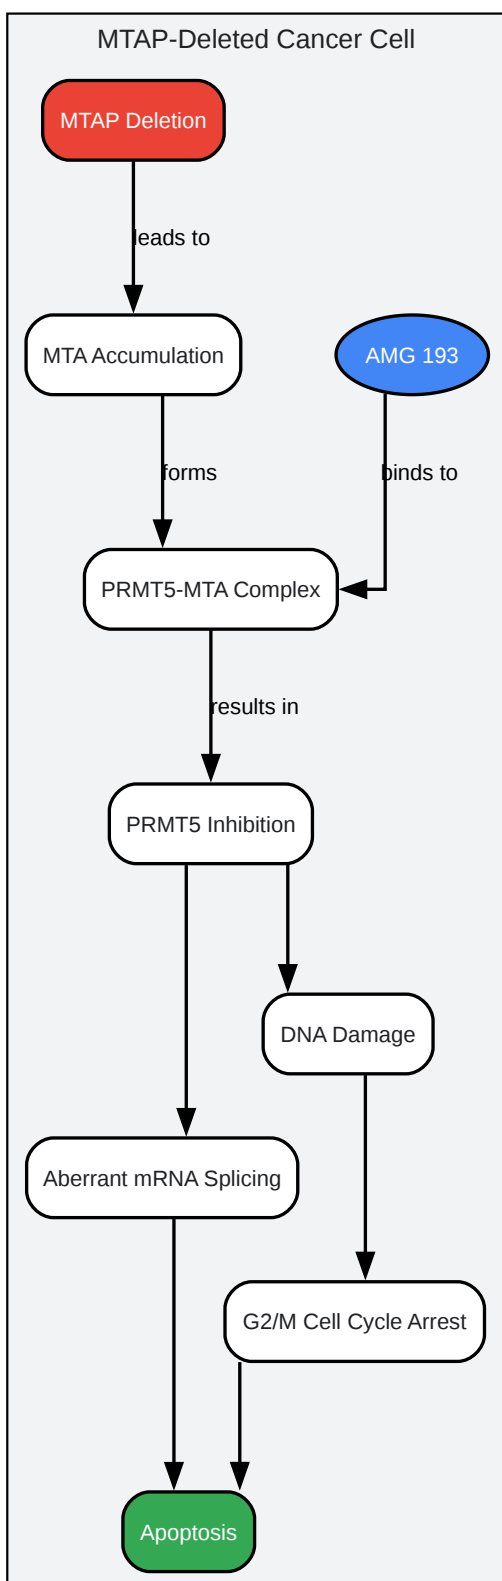 MTAP-Deleted Cancer Cell
MTAP Deletion
leads to
MTA Accumulation
AMG 193
forms
binds to
PRMT5-MTA Complex
results in
PRMT5 Inhibition
DNA Damage
Aberrant mRNA Splicing
G2/M Cell Cycle Arrest
Apoptosis